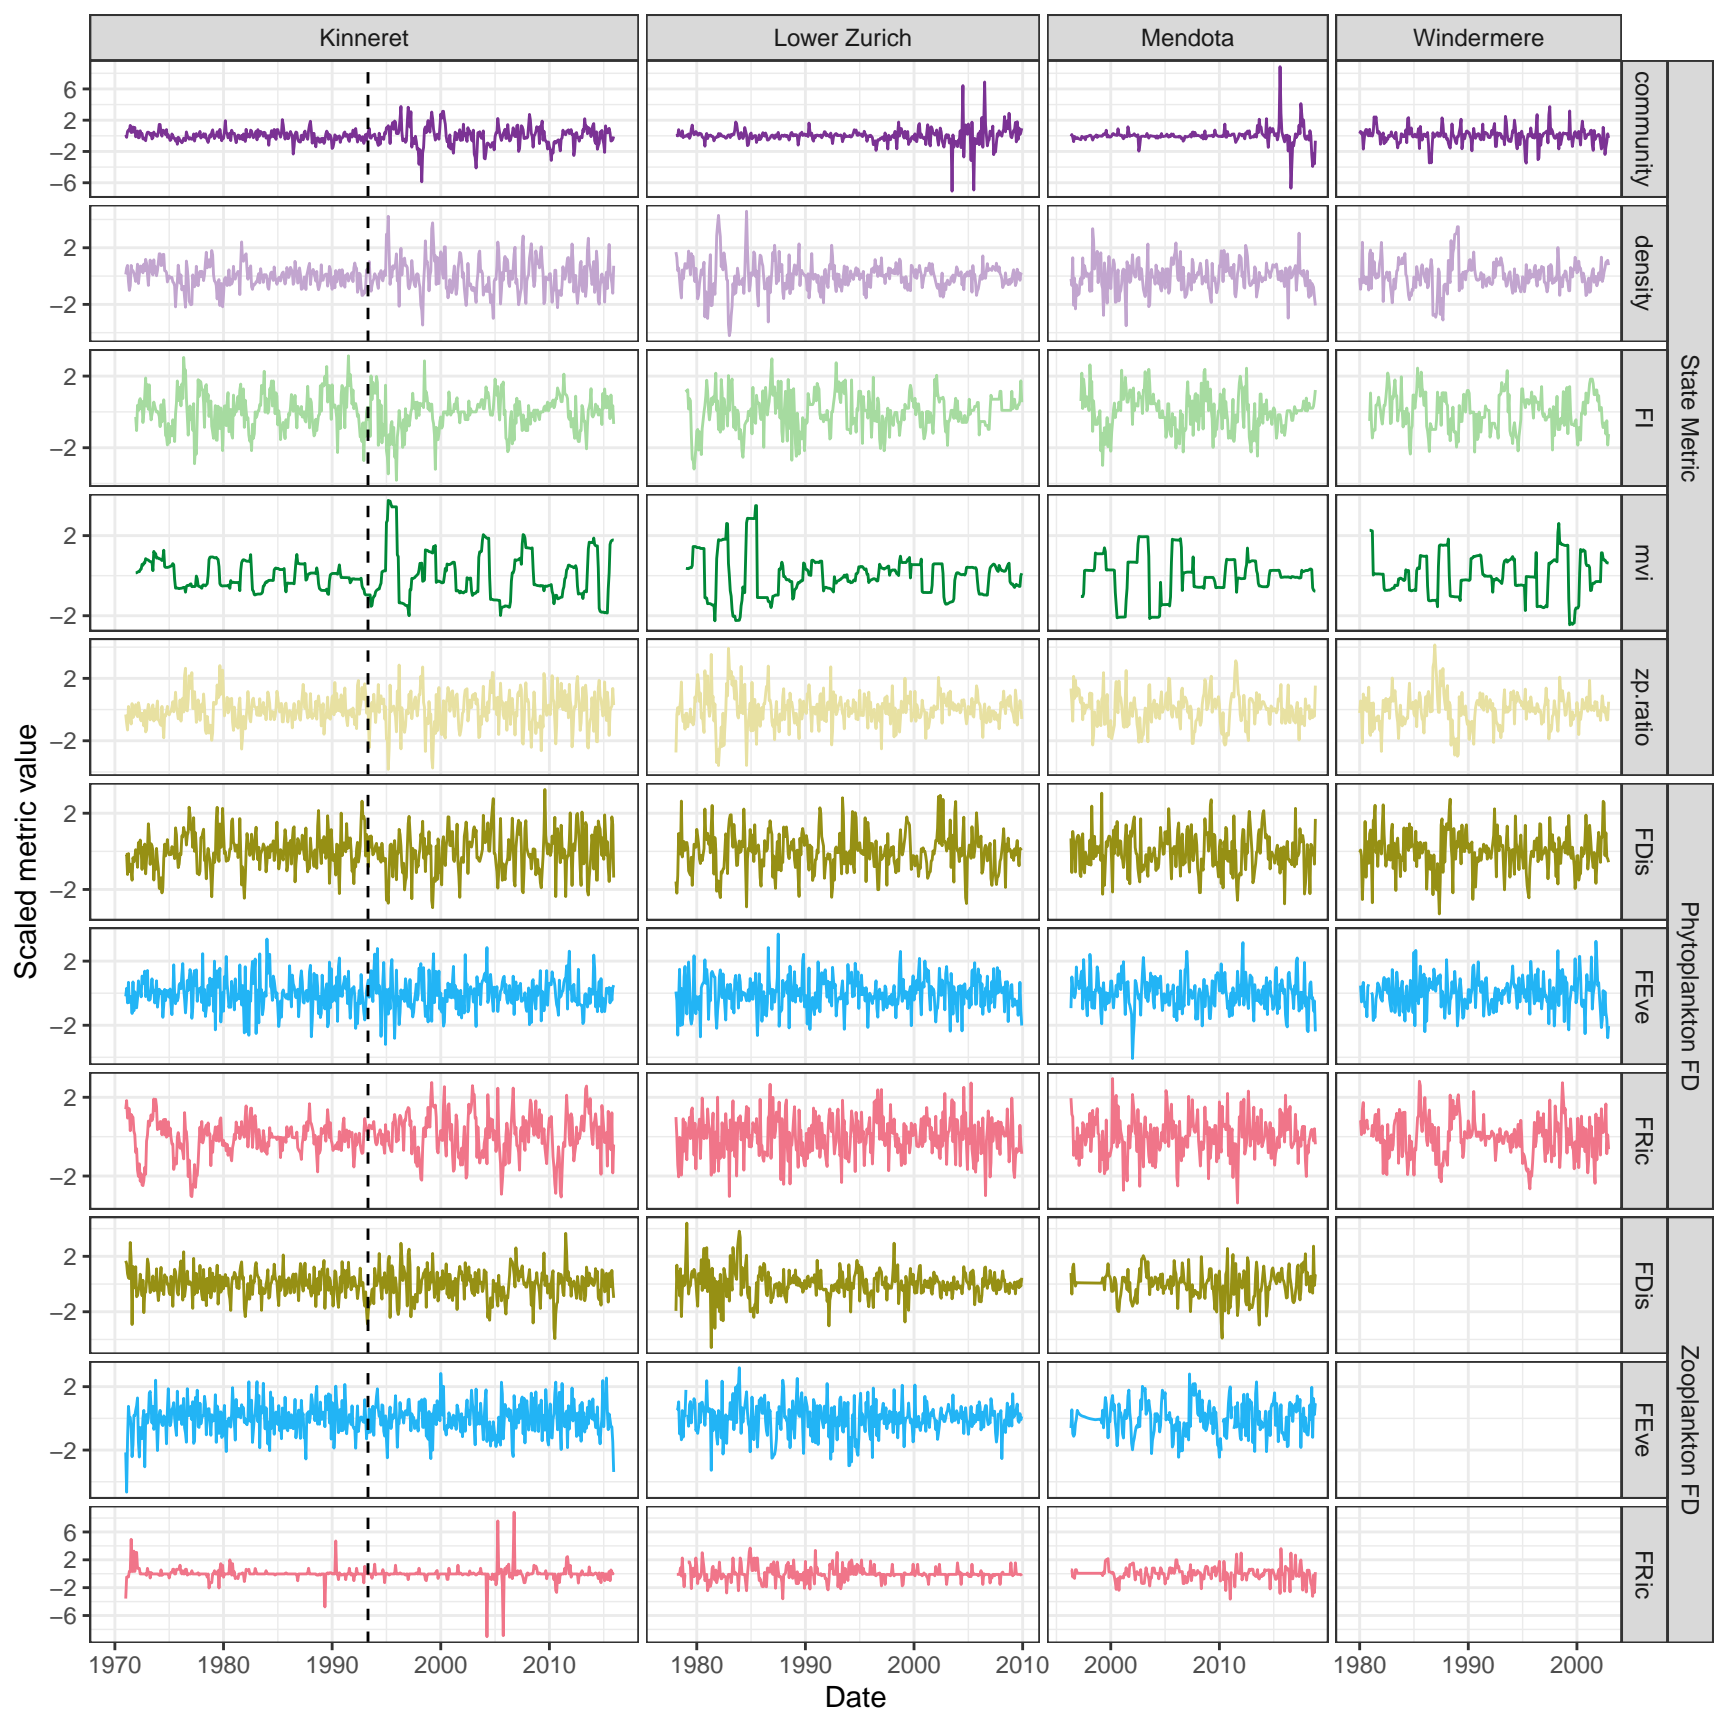 Kinneret Lower Zurich Mendota Windermere
6
2
−2
−6
community
2
−2
density
2
−2
FI
2
−2
mvi
2
−2
zp.ratio
State Metric
2
−2
FDis
2
−2
FEve
2
−2
FRic
Phytoplankton FD
2
−2
FDis
2
−2
FEve
6
2
−2
−6
FRic
Zooplankton FD
Scaled metric value
1970 1980 1990 2000 2010 1980 1990 2000 2010 2000 2010 1980 1990 2000
Date